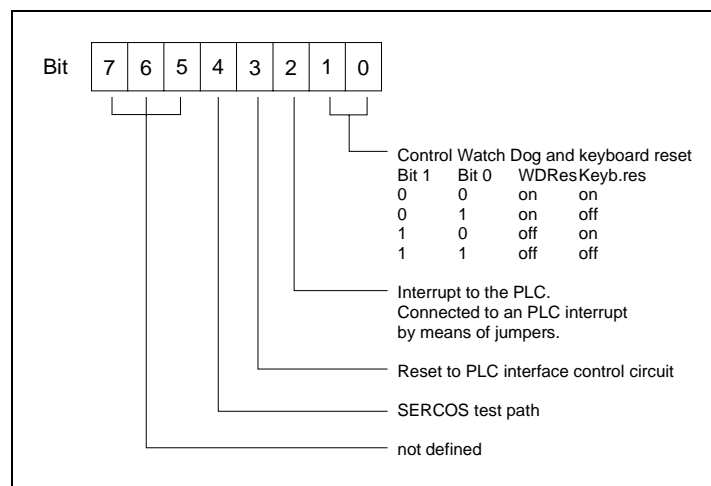 Bit 7 6 5 4 3 2 1 0
Control Watch Dog and keyboard reset
Bit 1 Bit 0 WDResKeyb.res
0 0 on on
0 1 on off
1 0 off on
1 1 off off
Interrupt to the PLC.
Connected to an PLC interrupt
by means of jumpers.
Reset to PLC interface control circuit
SERCOS test path
not defined